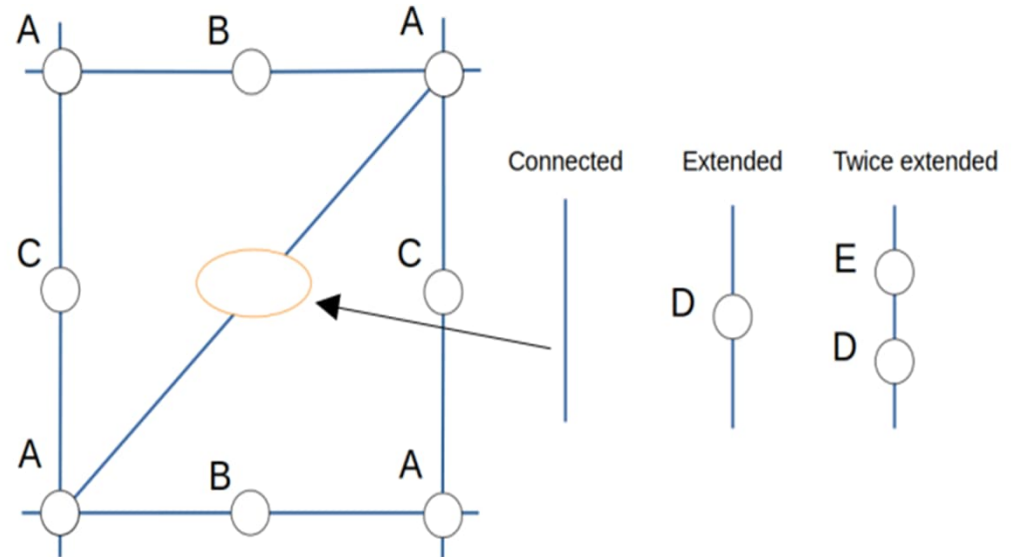 A B A
Connected Extended Twice extended
C C D E
D
A B A